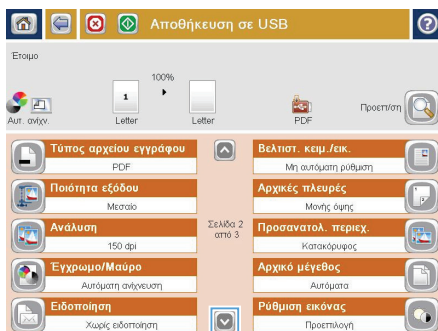 Αποθήκευση σε USB
Έτοιμο
100%
1
Αυτ. ανίχν.
Letter
Letter
PDF
Προεπ/ση
Τύπος αρχείου εγγράφου
PDF
Ποιότητα εξόδου
Μεσαίο
Ανάλυση
150 dpi
Έγχρωμο/Μαύρο
Αυτόματη ανίχνευση
Ειδοποίηση
Χωρίς ειδοποίηση
Σελίδα 2
από 3
Βελτιστ. κειμ./εικ.
Μη αυτόματη ρύθμιση
Αρχικές πλευρές
Μονής όψης
Προσανατολ. περιεχ.
Κατακόρυφος
Αρχικό μέγεθος
Αυτόματα
Ρύθμιση εικόνας
Προεπιλογή